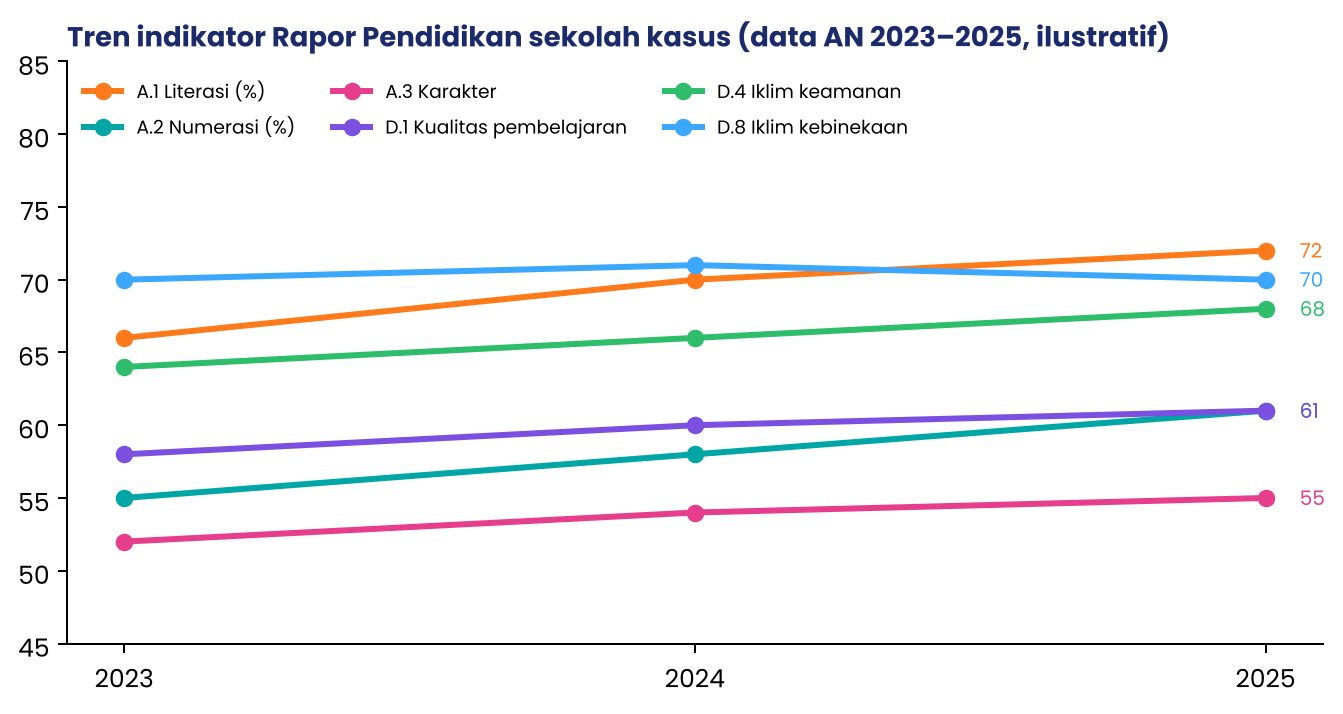 Tren indikator Rapor Pendidikan sekolah kasus (data AN 2023–2025, ilustratif)
85
A.1 Literasi (%)
A.3 Karakter
D.4 Iklim keamanan
A.2 Numerasi (%)
D.1 Kualitas pembelajaran
D.8 Iklim kebinekaan
80
75
70
65
60
55
50
45
72
70
68
61
55
2023
2024
2025